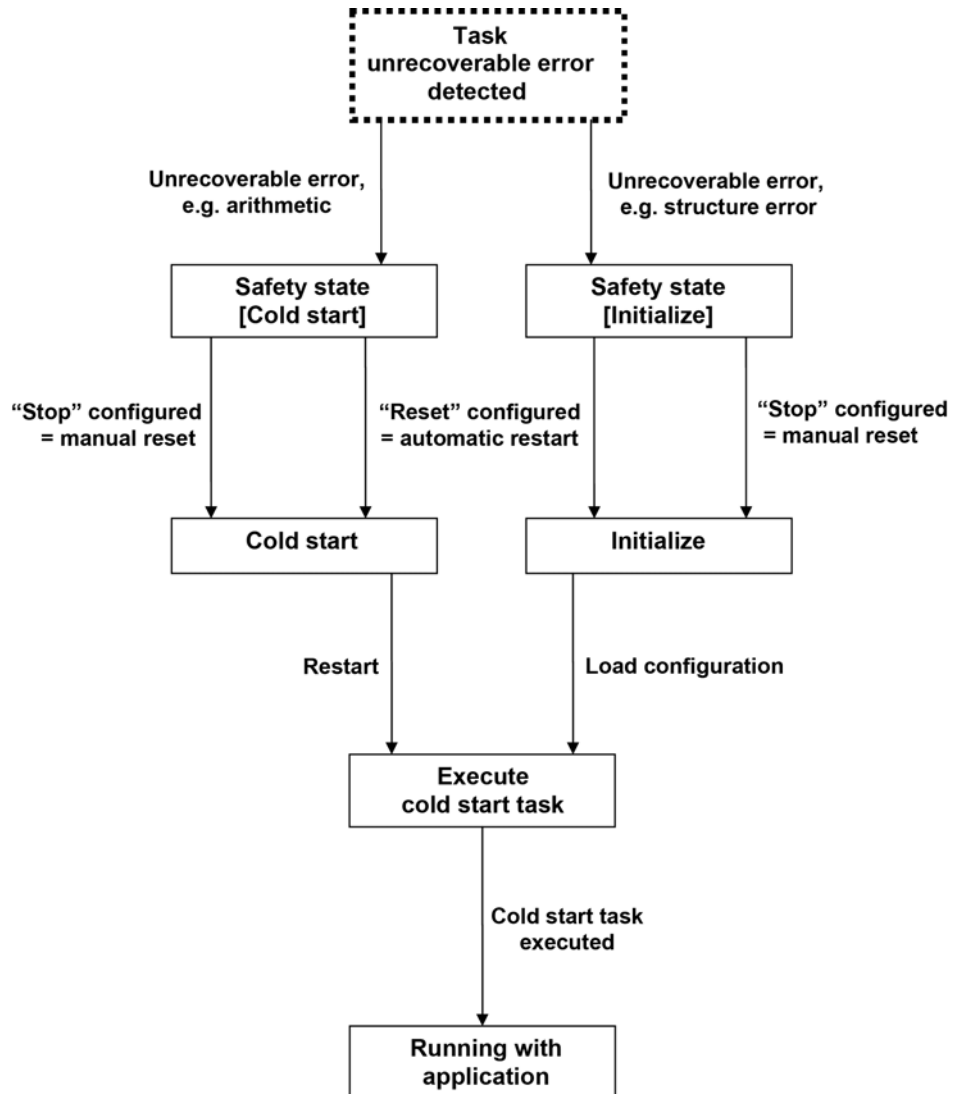 Task
unrecoverable error
detected
Unrecoverable error,
e.g. arithmetic
Unrecoverable error,
e.g. structure error
Safety state
[Cold start]
Safety state
[Initialize]
“Stop” configured
= manual reset
“Reset” configured
= automatic restart
“Stop” configured
= manual reset
Cold start
Initialize
Restart
Load configuration
Execute
cold start task
Cold start task
executed
Running with
application